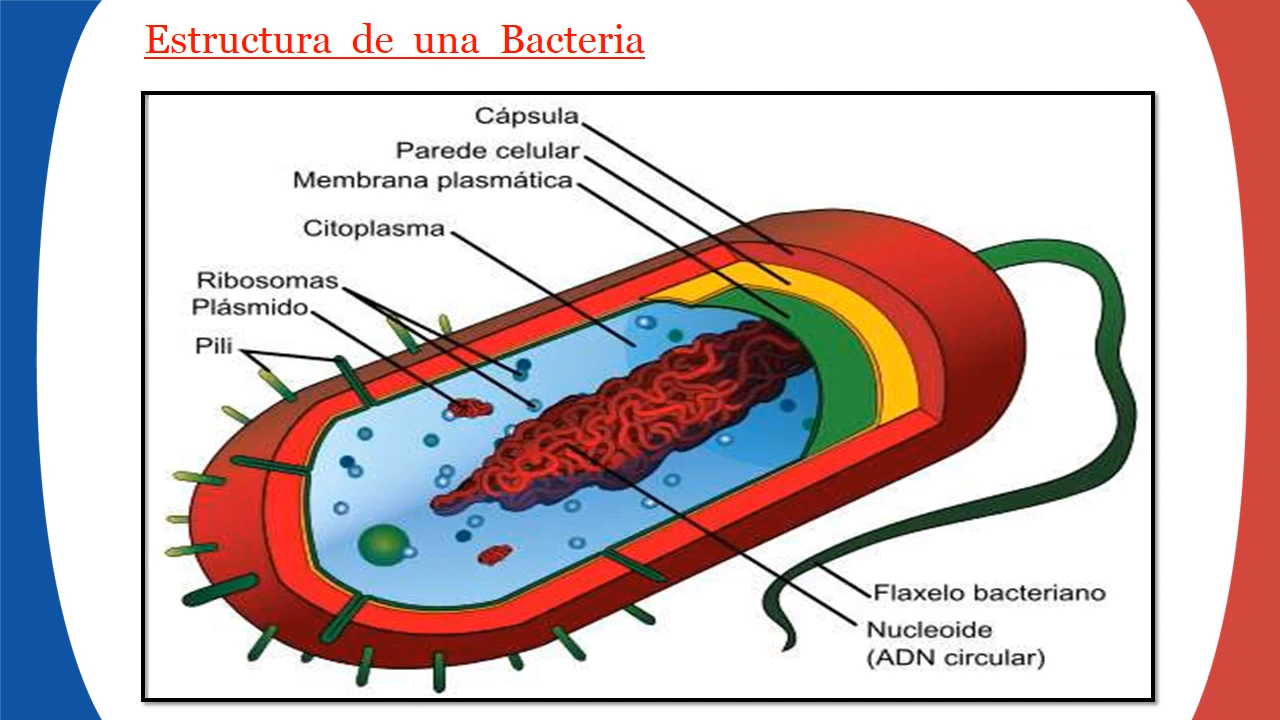 Estructura de una Bacteria
Cápsula
Parede celular
Membrana plasmática
Citoplasma
Ribosomas
Plásmido
Pili
Flaxelo bacteriano
Nucleoide
(ADN circular)